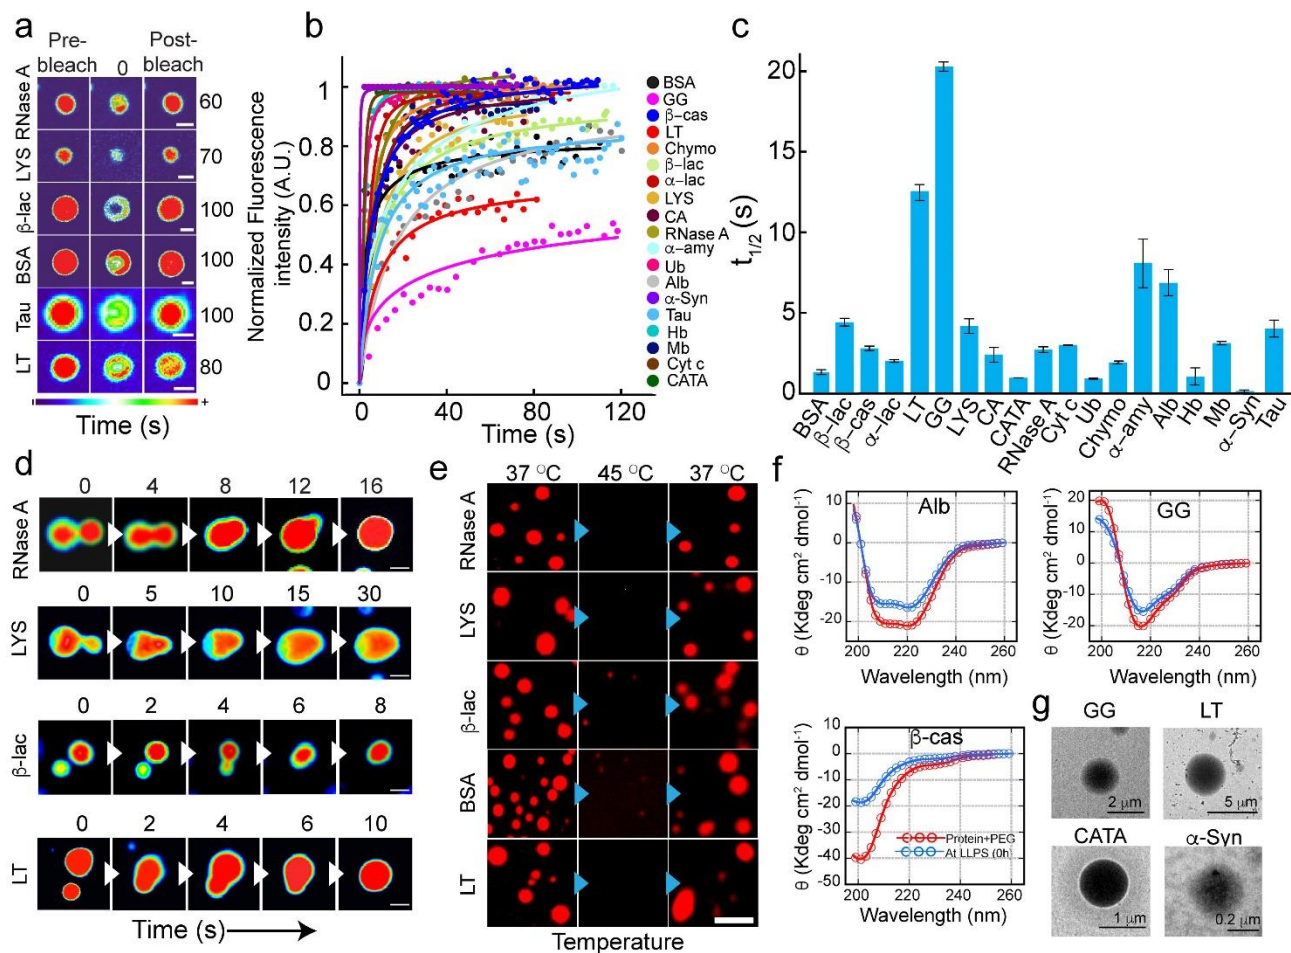 a
Pre-
bleach
0
Post-
bleach
RNase A
60
LYS
70
β-lac
100
BSA
100
Tau
100
LT
80
- +
Time (s)
b
Normalized Fluorescence
intensity (A.U.)
1
0.8
0.6
0.4
0.2
0
0 40 80 120
Time (s)
BSA
GG
β-cas
LT
Chymo
β-lac
α-lac
LYS
CA
RNase A
α-amy
Ub
Alb
α-Syn
Tau
Hb
Mb
Cyt c
CATA
c
t1/2 (s)
20
15
10
5
0
BSA
β-lac
β-cas
α-lac
LT
GG
LYS
CA
CATA
RNase A
Cyt c
Ub
Chymo
α-amy
Alb
Hb
Mb
α-Syn
Tau
d
0 4 8 12 16
RNase A
0 5 10 15 30
LYS
0 2 4 6 8
β-lac
0 2 4 6 10
LT
Time (s)
e
37 °C 45 °C 37 °C
RNase A
LYS
β-lac
BSA
LT
Temperature
f
Alb
θ (Kdeg cm² dmol⁻¹)
10
0
-10
-20
200 220 240 260
Wavelength (nm)
GG
θ (Kdeg cm² dmol⁻¹)
20
10
0
-10
-20
200 220 240 260
Wavelength (nm)
β-cas
θ (Kdeg cm² dmol⁻¹)
10
0
-10
-20
-30
-40
-50
Protein+PEG
At LLPS (0h)
200 220 240 260
Wavelength (nm)
g
GG
2 μm
LT
5 μm
CATA
1 μm
α-Syn
0.2 μm